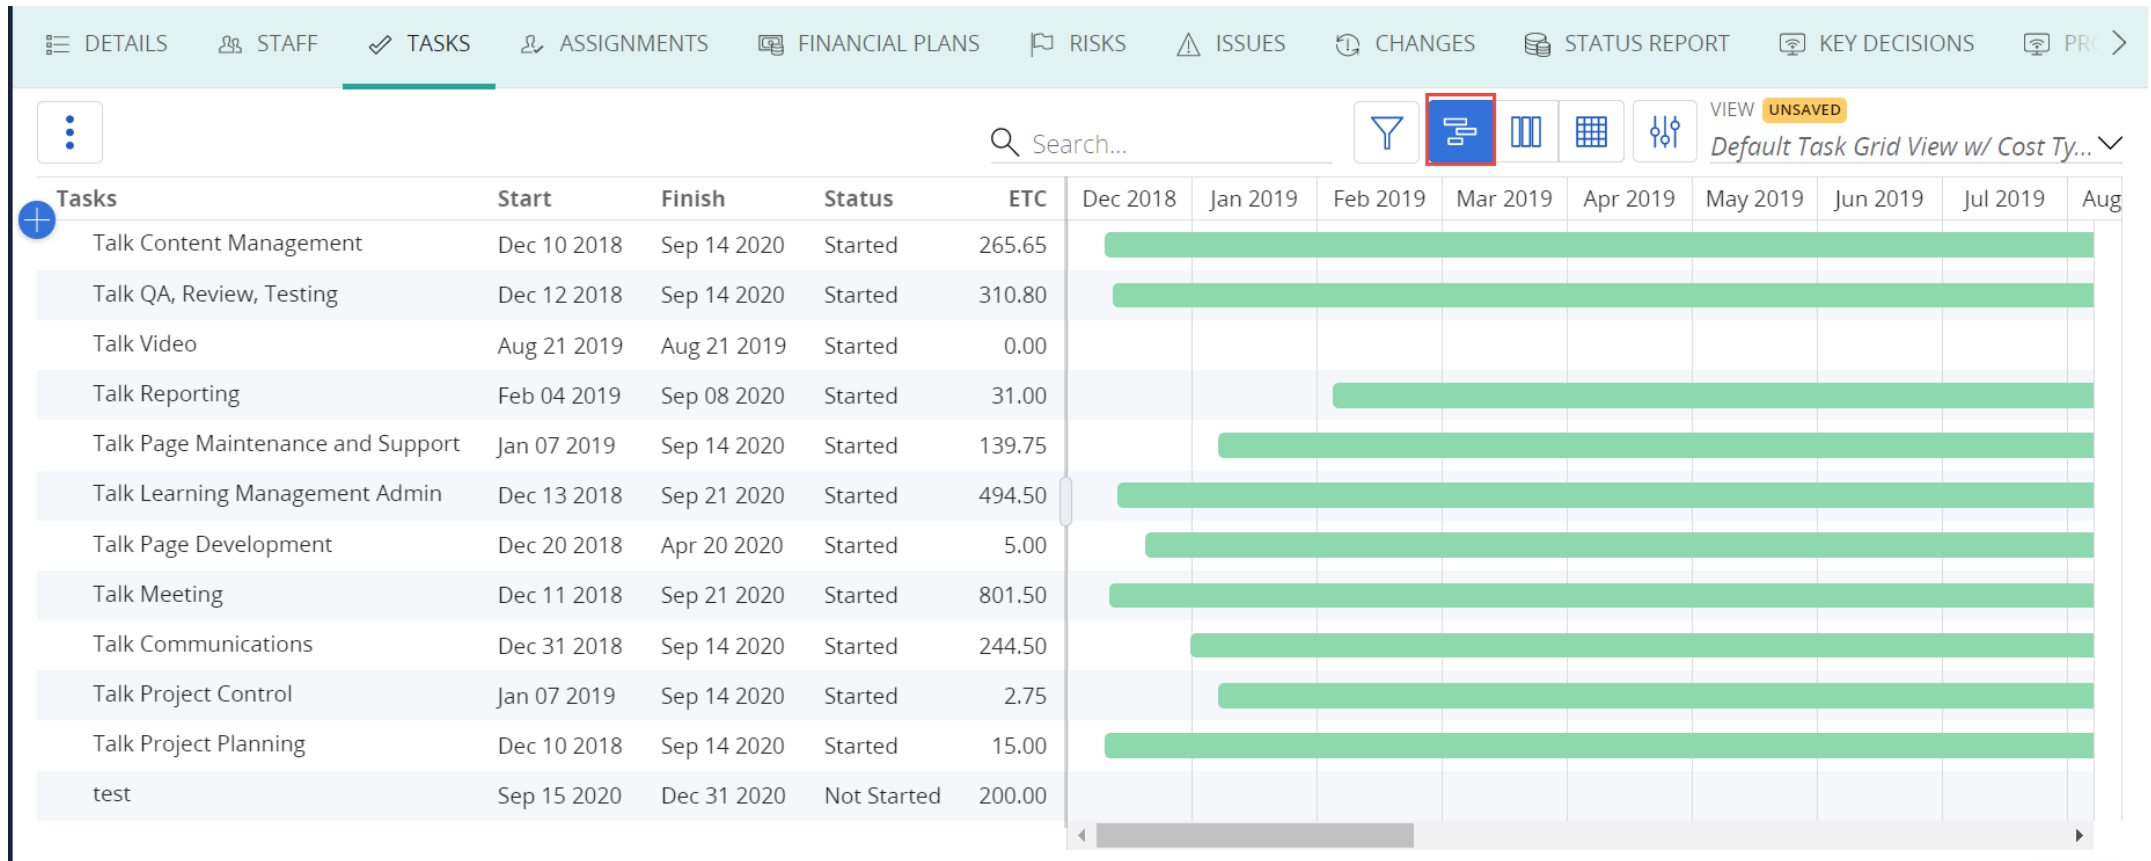 DETAILS STAFF TASKS ASSIGNMENTS FINANCIAL PLANS RISKS ISSUES CHANGES STATUS REPORT KEY DECISIONS PR
VIEW UNSAVED
Search... Default Task Grid View w/ Cost Ty...
Tasks Start Finish Status ETC Dec 2018 Jan 2019 Feb 2019 Mar 2019 Apr 2019 May 2019 Jun 2019 Jul 2019 Aug
Talk Content Management Dec 10 2018 Sep 14 2020 Started 265.65
Talk QA, Review, Testing Dec 12 2018 Sep 14 2020 Started 310.80
Talk Video Aug 21 2019 Aug 21 2019 Started 0.00
Talk Reporting Feb 04 2019 Sep 08 2020 Started 31.00
Talk Page Maintenance and Support Jan 07 2019 Sep 14 2020 Started 139.75
Talk Learning Management Admin Dec 13 2018 Sep 21 2020 Started 494.50
Talk Page Development Dec 20 2018 Apr 20 2020 Started 5.00
Talk Meeting Dec 11 2018 Sep 21 2020 Started 801.50
Talk Communications Dec 31 2018 Sep 14 2020 Started 244.50
Talk Project Control Jan 07 2019 Sep 14 2020 Started 2.75
Talk Project Planning Dec 10 2018 Sep 14 2020 Started 15.00
test Sep 15 2020 Dec 31 2020 Not Started 200.00